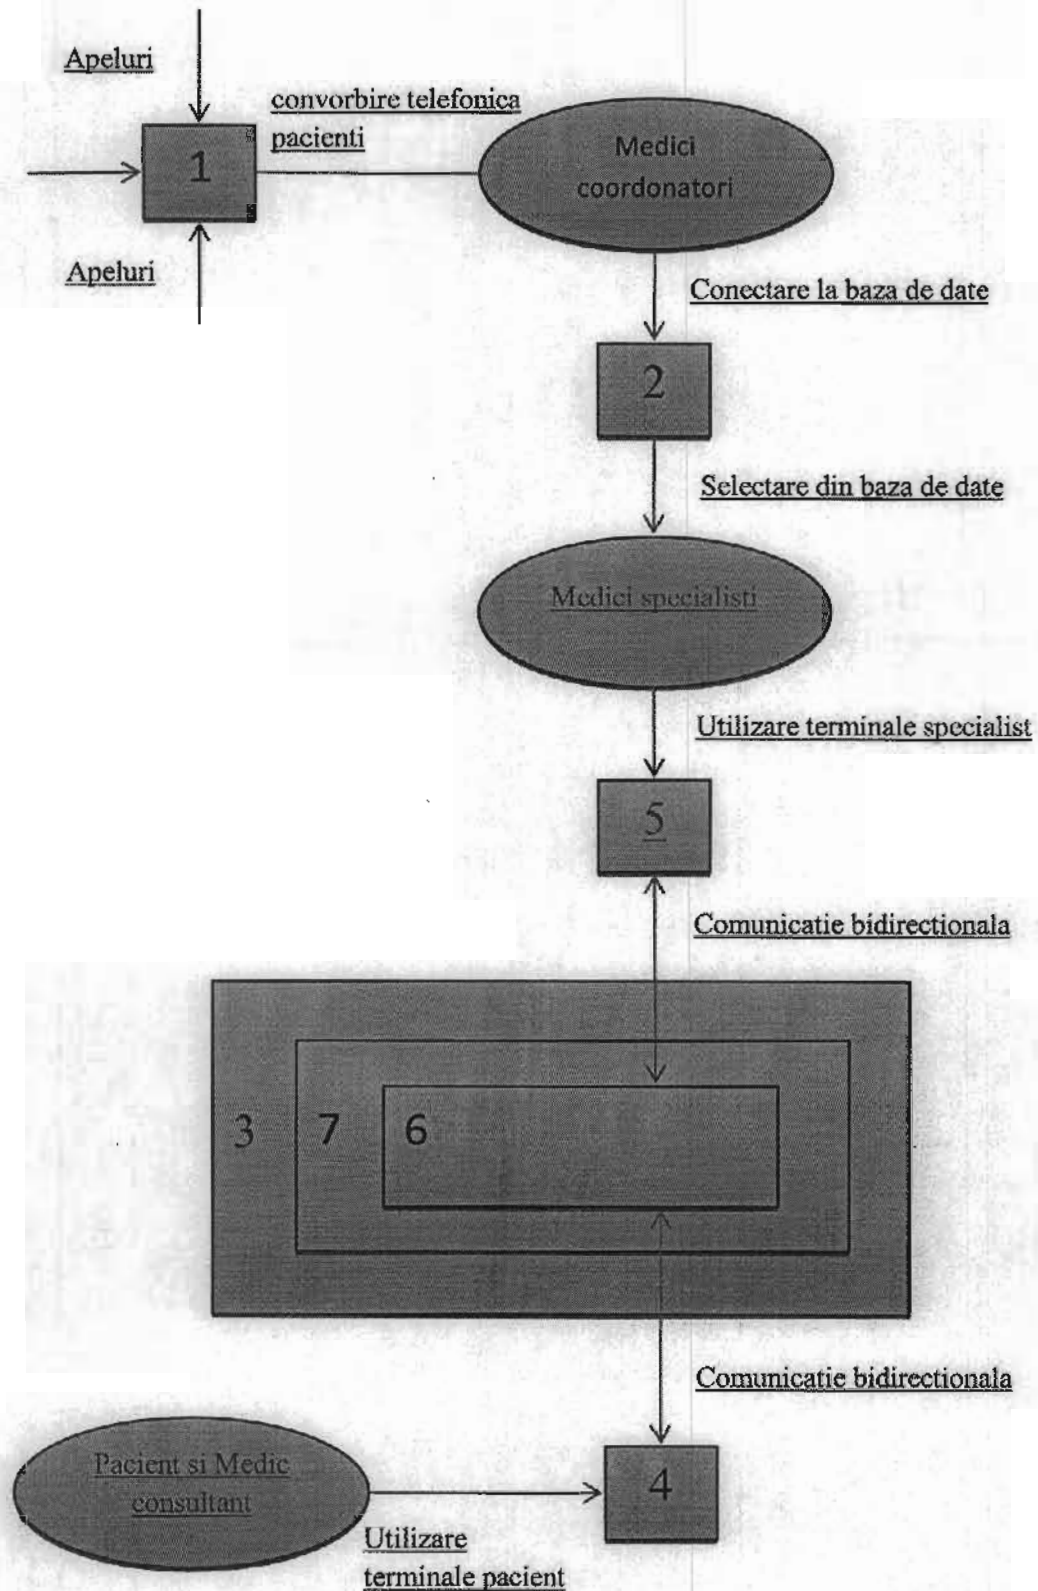 Apeluri
convorbire telefonica
pacienti
1
Medici
coordonatori
Apeluri
Conectare la baza de date
2
Selectare din baza de date
Medici specialisti
Utilizare terminale specialist
5
Comunicatie bidirectionala
3
7
6
Comunicatie bidirectionala
Pacient si Medic
consultant
4
Utilizare
terminale pacient